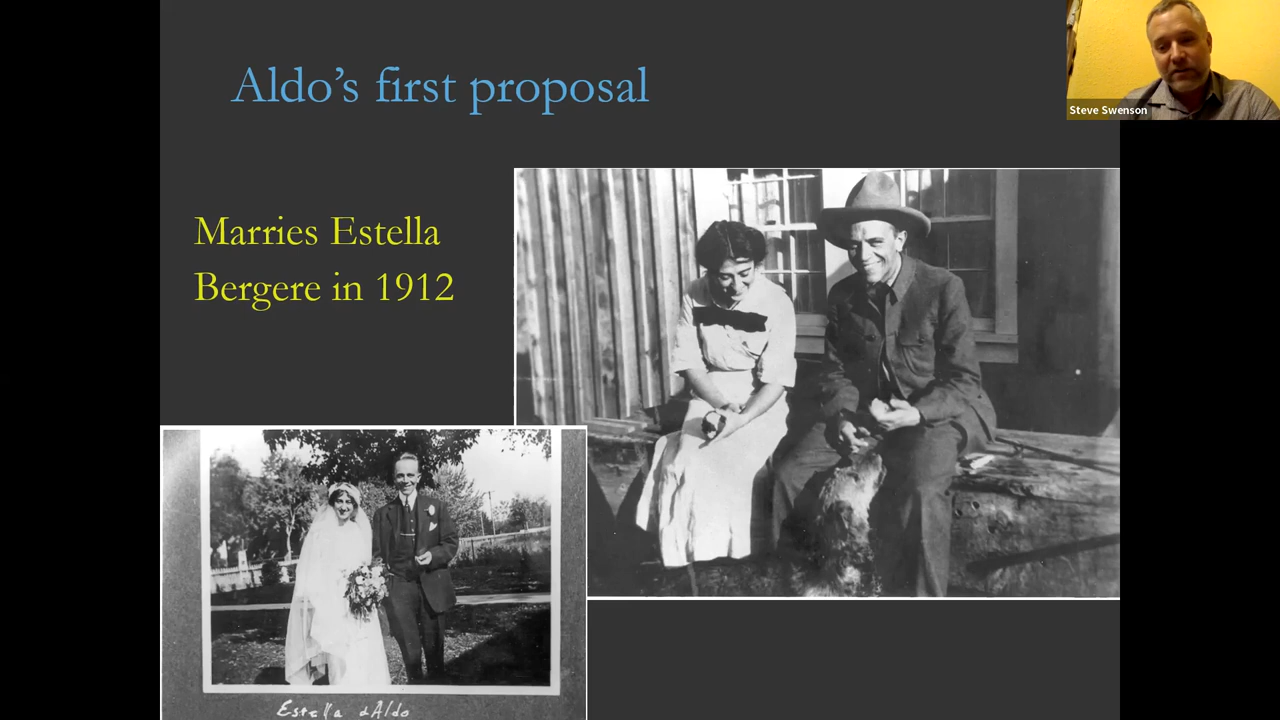 Aldo's first proposal
Steve Swenson
Marries Estella
Bergere in 1912
Estella & Aldo